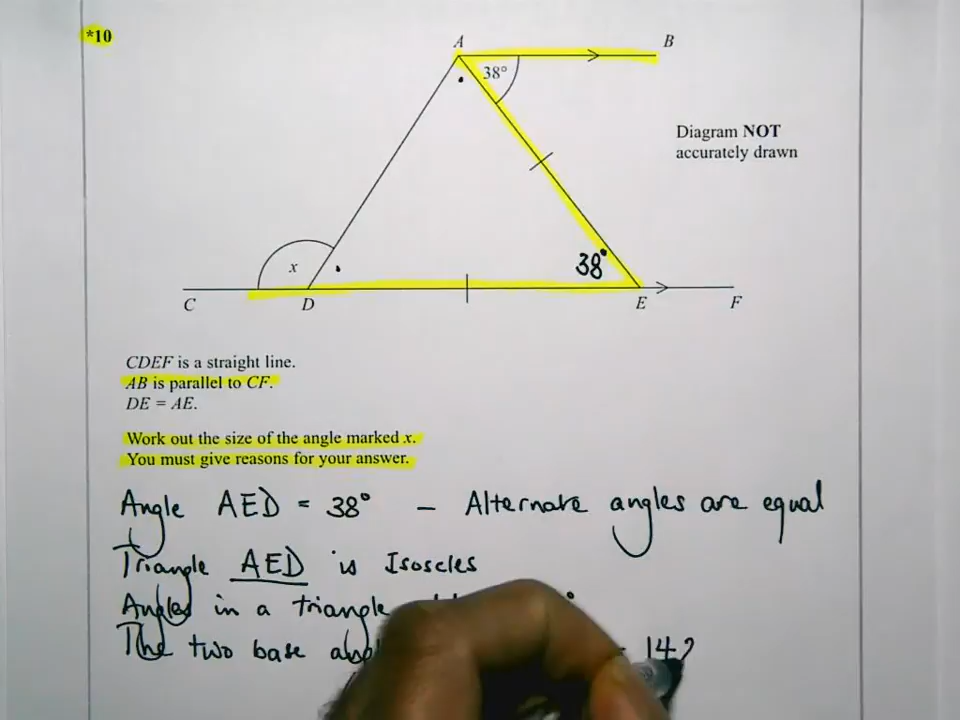 *10
A
B
38°
Diagram NOT
accurately drawn
x
38°
C
D
E
F
CDEF is a straight line.
AB is parallel to CF.
DE = AE.
Work out the size of the angle marked x.
You must give reasons for your answer.
Angle AED = 38° - Alternate angles are equal
Triangle AED is Isoscles
Angles in a triangle
The two base 142